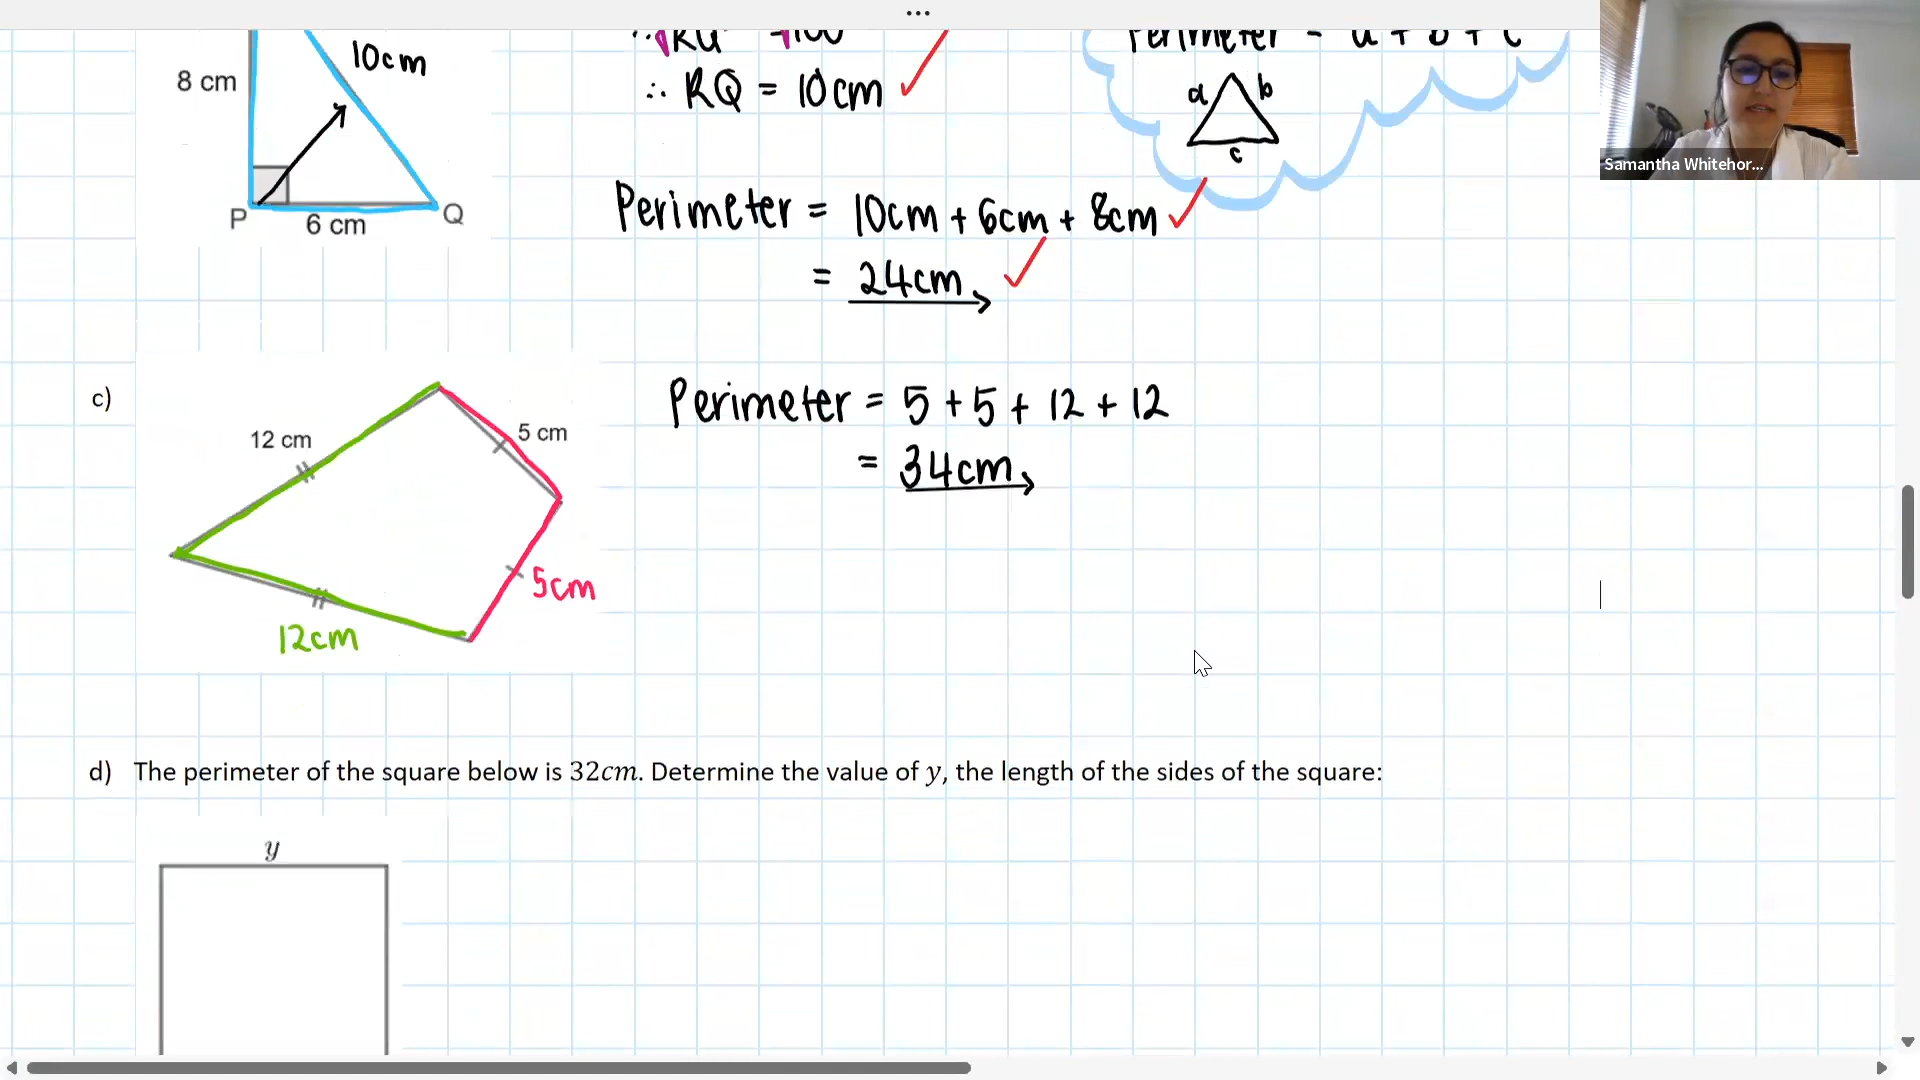 8 cm
10cm
∴ RQ = 10cm
Perimeter = a + b + c
a
b
c
P
6 cm
Q
Perimeter = 10cm + 6cm + 8cm
= 24cm
Samantha Whitehor...
c)
12 cm
5 cm
5cm
12cm
Perimeter = 5 + 5 + 12 + 12
= 34cm
d) The perimeter of the square below is 32cm. Determine the value of y, the length of the sides of the square:
y